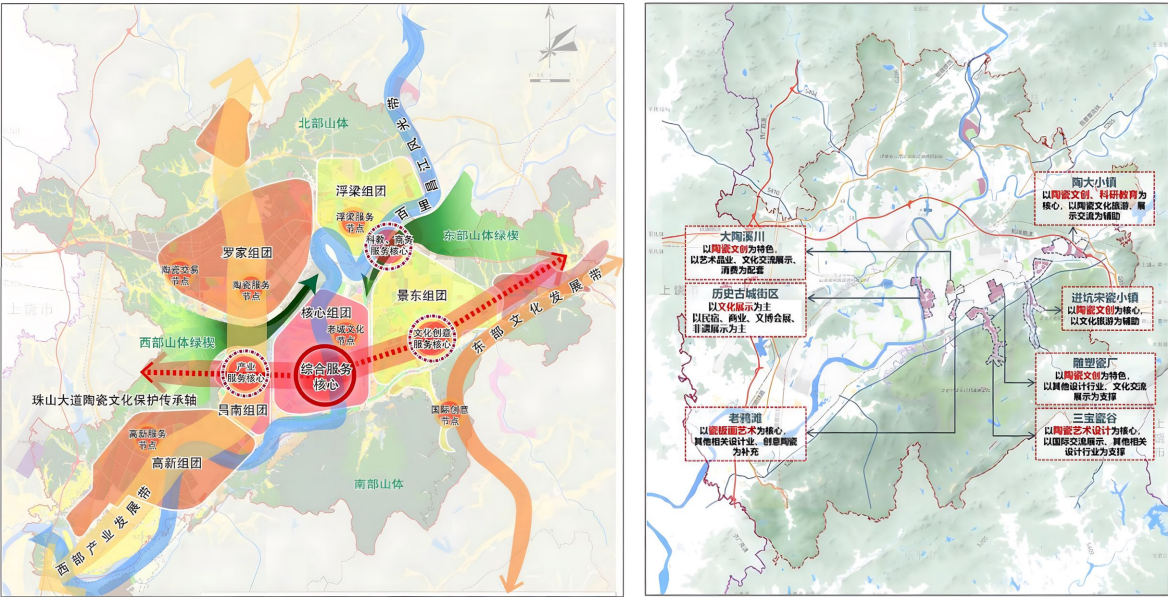 北部山体
百里昌江风光带
浮梁组团
浮梁服务
节点
科教、商务
服务核心
东部山体绿楔
罗家组团
陶瓷交易
节点
陶瓷服务
节点
景东组团
核心组团
老城文化
节点
文化创意
服务核心
东部文化发展带
西部山体绿楔
产业
服务核心
综合服务
核心
珠山大道陶瓷文化保护传承轴
昌南组团
国际创意
节点
高新服务
节点
高新组团
南部山体
西部产业发展带
陶大小镇
以陶瓷文创、科研教育为
核心，以陶瓷文化旅游、展
示交流为辅助
大陶溪川
以陶瓷文创为特色，
以艺术品业、文化交流展示、
消费为配套
历史古城街区
以文化展示为主
以民宿、商业、文博会展、
非遗展示为主
进坑宋瓷小镇
以陶瓷文创为核心，
以文化旅游为辅助
雕塑瓷厂
以陶瓷文创为特色，
以其他设计行业、文化交流
展示为支撑
老鸦滩
以瓷板画艺术为核心，
其他相关设计业、创意陶瓷
为补充
三宝瓷谷
以陶瓷艺术设计为核心，
以国际交流展示、其他相关
设计行业为支撑